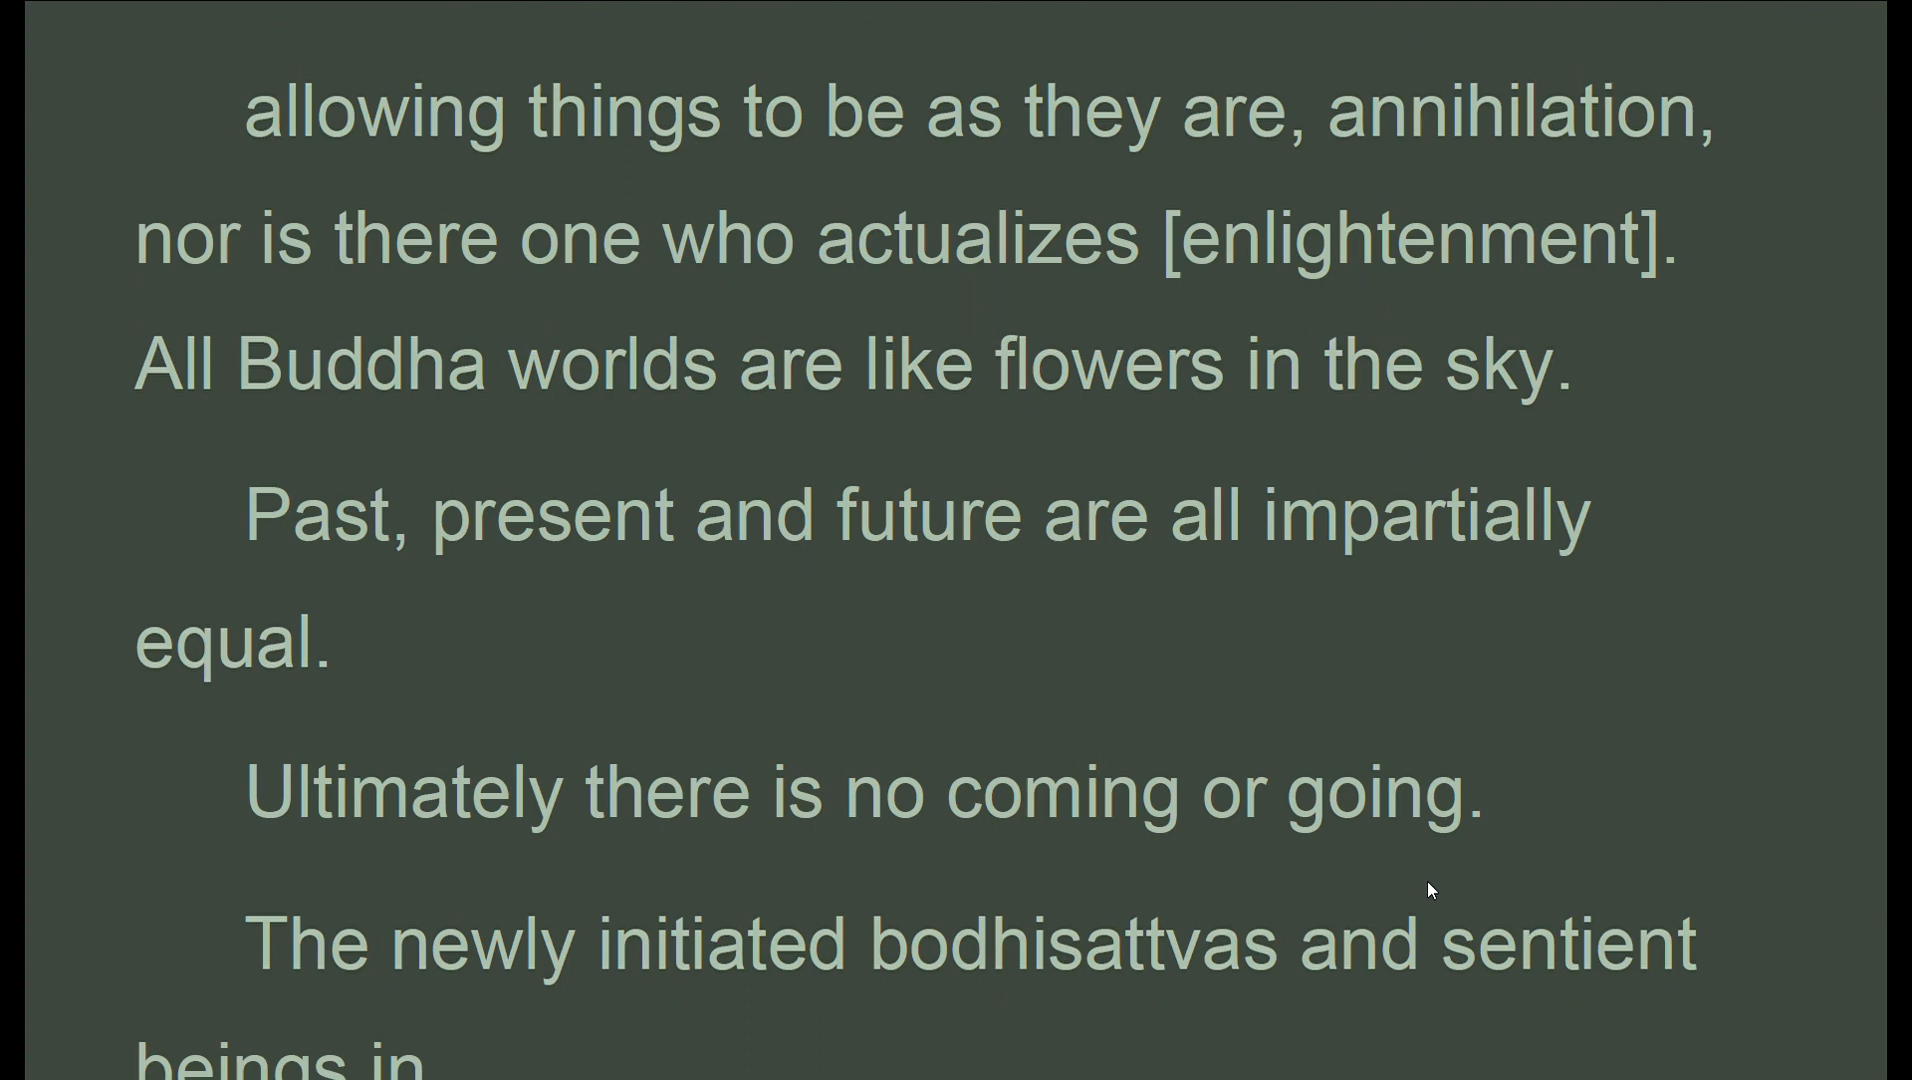 allowing things to be as they are, annihilation,
nor is there one who actualizes [enlightenment].
All Buddha worlds are like flowers in the sky.
Past, present and future are all impartially
equal.
Ultimately there is no coming or going.
The newly initiated bodhisattvas and sentient
beings in